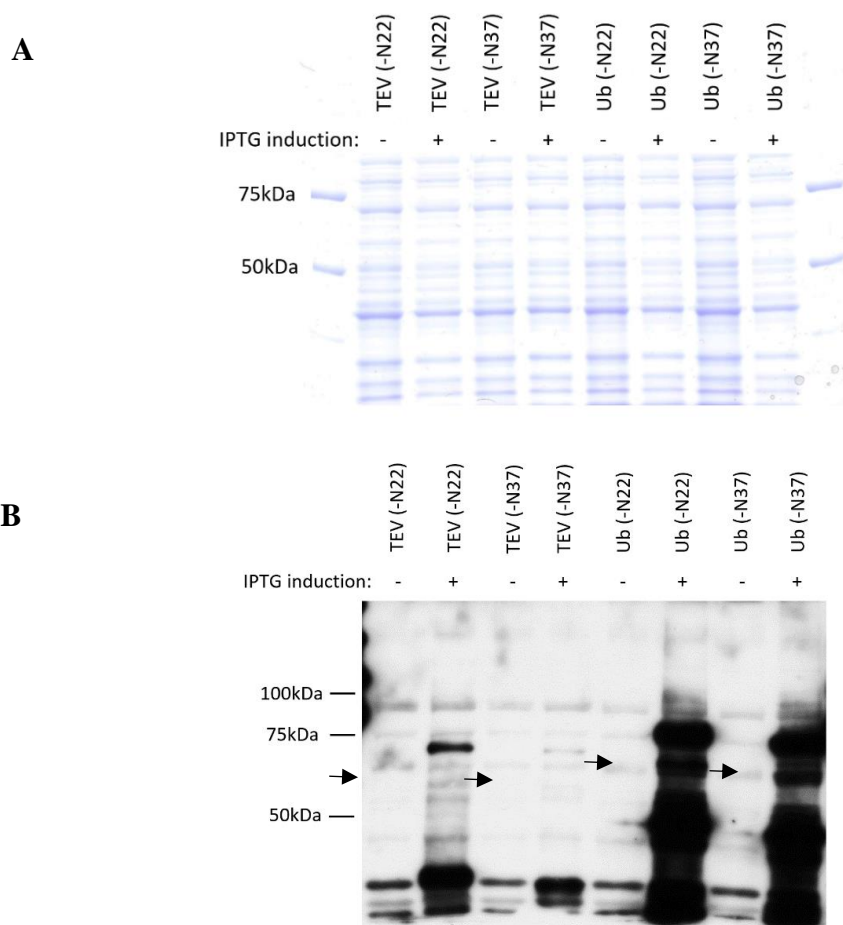 A
TEV (-N22) TEV (-N22) TEV (-N37) TEV (-N37) Ub (-N22) Ub (-N22) Ub (-N37) Ub (-N37)
IPTG induction: - + - + - + - +
75kDa
50kDa
B
TEV (-N22) TEV (-N22) TEV (-N37) TEV (-N37) Ub (-N22) Ub (-N22) Ub (-N37) Ub (-N37)
IPTG induction: - + - + - + - +
100kDa
75kDa
50kDa